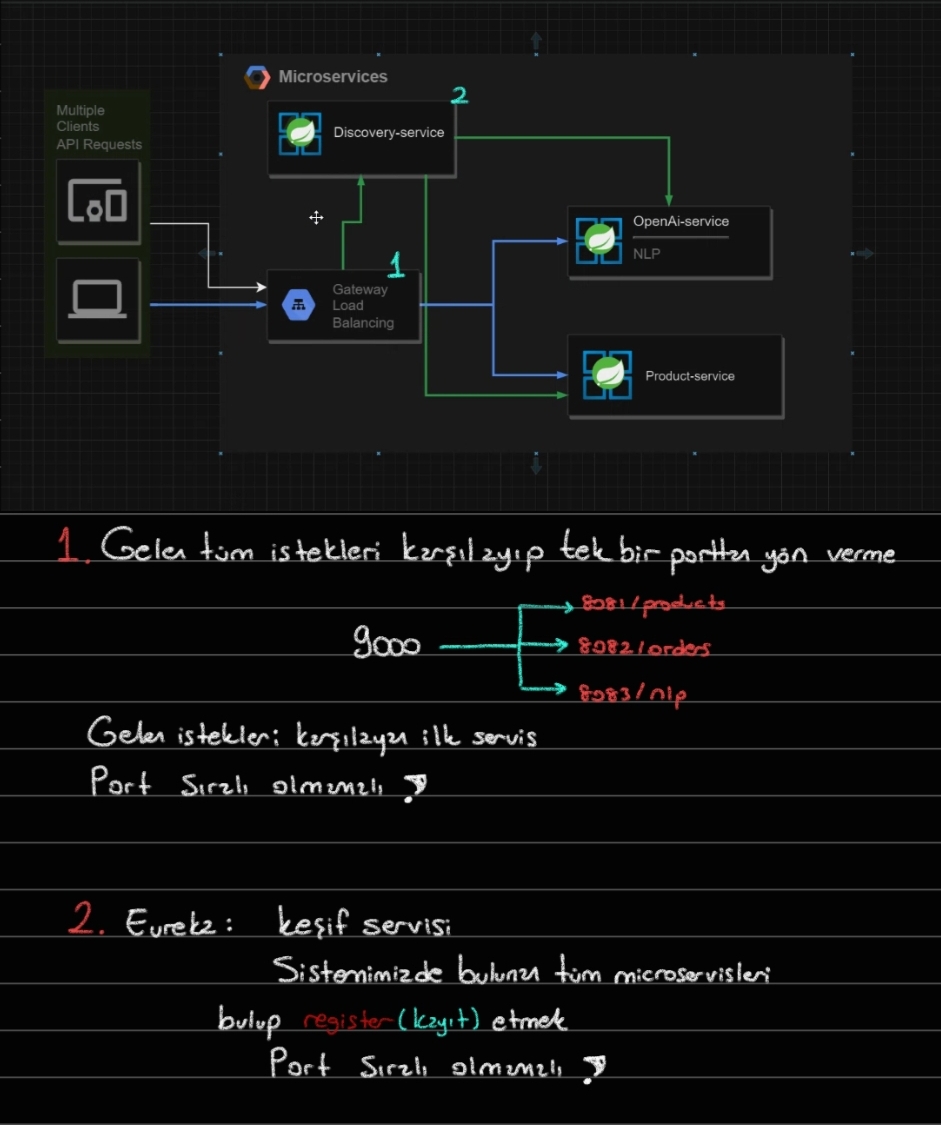 Microservices
Multiple
Clients
API Requests
2
Discovery-service
OpenAi-service
NLP
1
Gateway
Load
Balancing
Product-service
1. Gelen tüm istekleri karşılayıp tek bir porttan yön verme
8081/products
9000
8082/orders
8083/nlp
Gelen istekleri karşılayan ilk servis
Port Sıralı olmamalı ?
2. Eureka: keşif servisi
Sistemimizde bulunan tüm microservisleri
bulup register (kayıt) etmek
Port Sıralı olmamalı ?